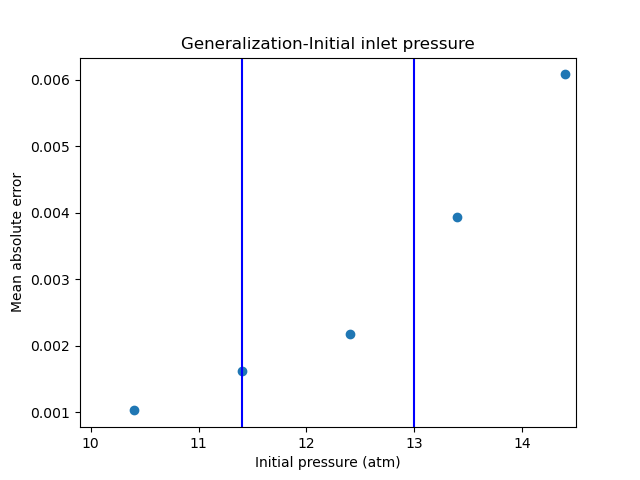 Generalization-Initial inlet pressure
0.006
0.005
0.004
0.003
0.002
0.001
Mean absolute error
10 11 12 13 14
Initial pressure (atm)